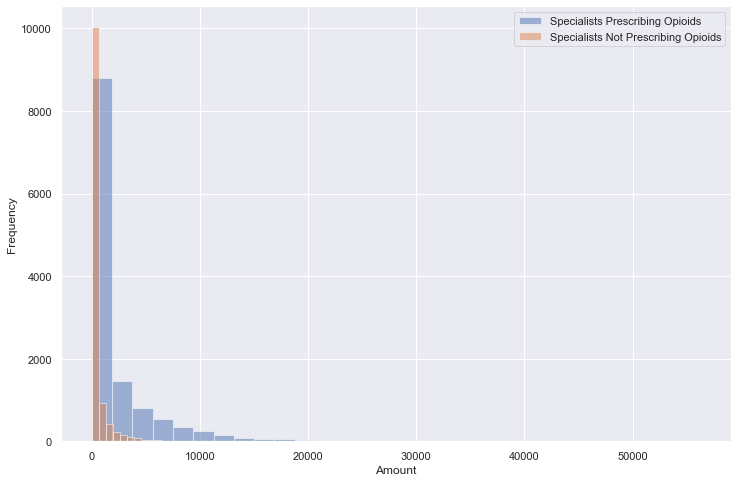 Specialists Prescribing Opioids
Specialists Not Prescribing Opioids
10000
8000
6000
4000
2000
0
Frequency
0 10000 20000 30000 40000 50000
Amount